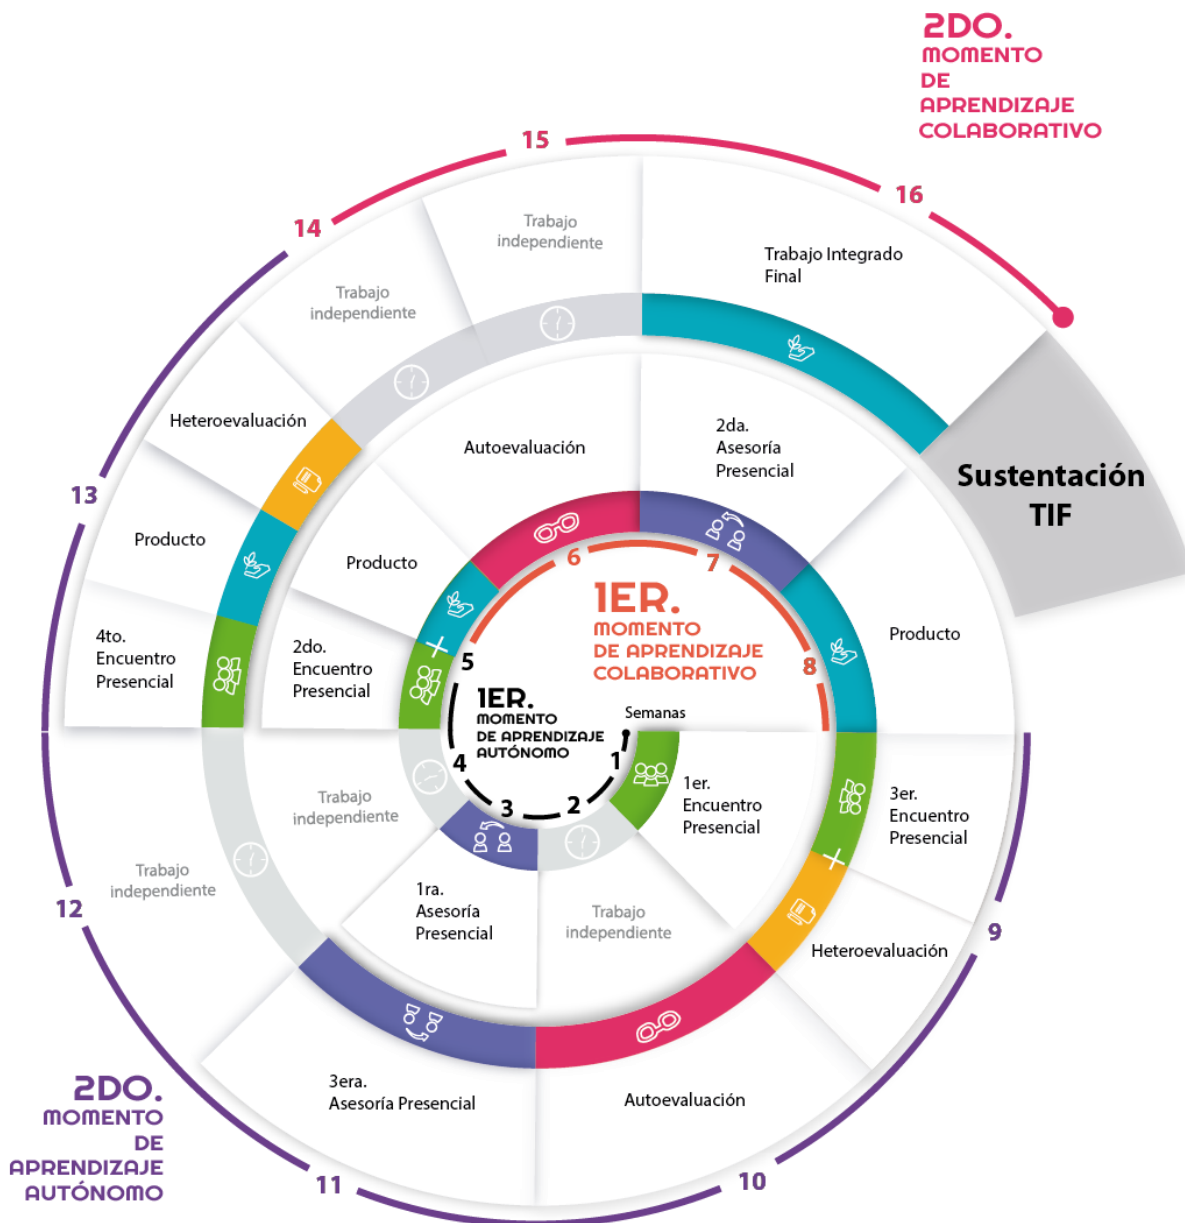 2DO.
MOMENTO
DE
APRENDIZAJE
COLABORATIVO
15
16
14
Trabajo
independiente
Trabajo Integrado
Final
Trabajo
independiente
Heteroevaluación
Autoevaluación
2da.
Asesoría
Presencial
Sustentación
TIF
13
Producto
Producto
6
7
1ER.
MOMENTO
DE APRENDIZAJE
COLABORATIVO
Producto
4to.
Encuentro
Presencial
2do.
Encuentro
Presencial
5
8
1ER.
MOMENTO
DE APRENDIZAJE
AUTÓNOMO
Semanas
1
4
3
2
1er.
Encuentro
Presencial
3er.
Encuentro
Presencial
Trabajo
independiente
Trabajo
independiente
12
1ra.
Asesoría
Presencial
Trabajo
independiente
9
Heteroevaluación
3era.
Asesoría Presencial
Autoevaluación
2DO.
MOMENTO
DE
APRENDIZAJE
AUTÓNOMO
11
10